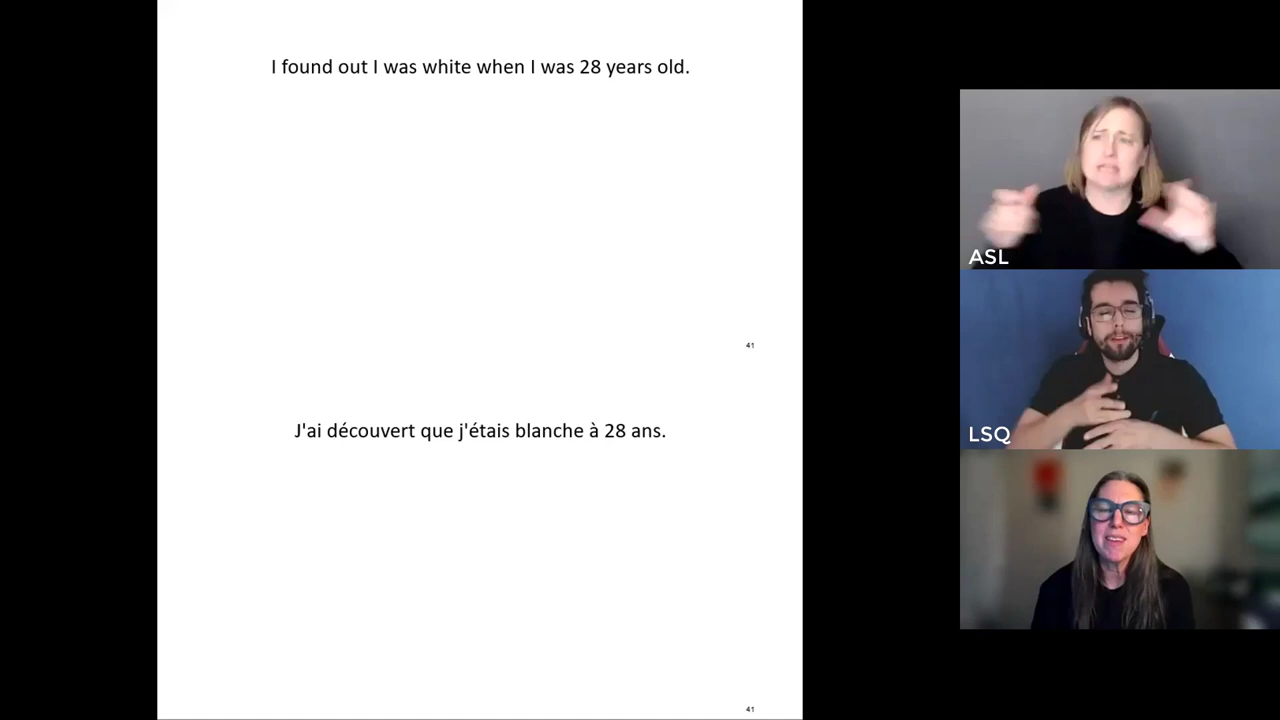 I found out I was white when I was 28 years old.
41
J'ai découvert que j'étais blanche à 28 ans.
41
ASL
LSQ